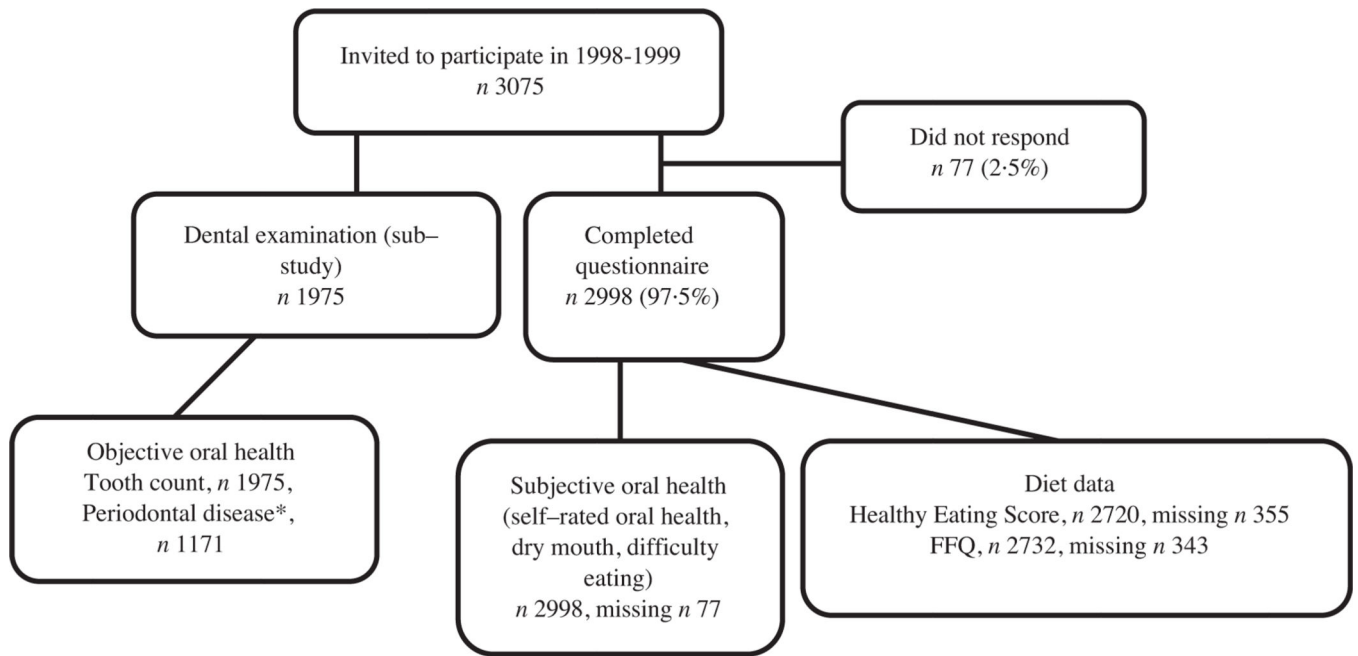 Invited to participate in 1998-1999
n 3075
Did not respond
n 77 (2·5%)
Dental examination (sub–
study)
n 1975
Completed
questionnaire
n 2998 (97·5%)
Objective oral health
Tooth count, n 1975,
Periodontal disease*,
n 1171
Subjective oral health
(self–rated oral health,
dry mouth, difficulty
eating)
n 2998, missing n 77
Diet data
Healthy Eating Score, n 2720, missing n 355
FFQ, n 2732, missing n 343